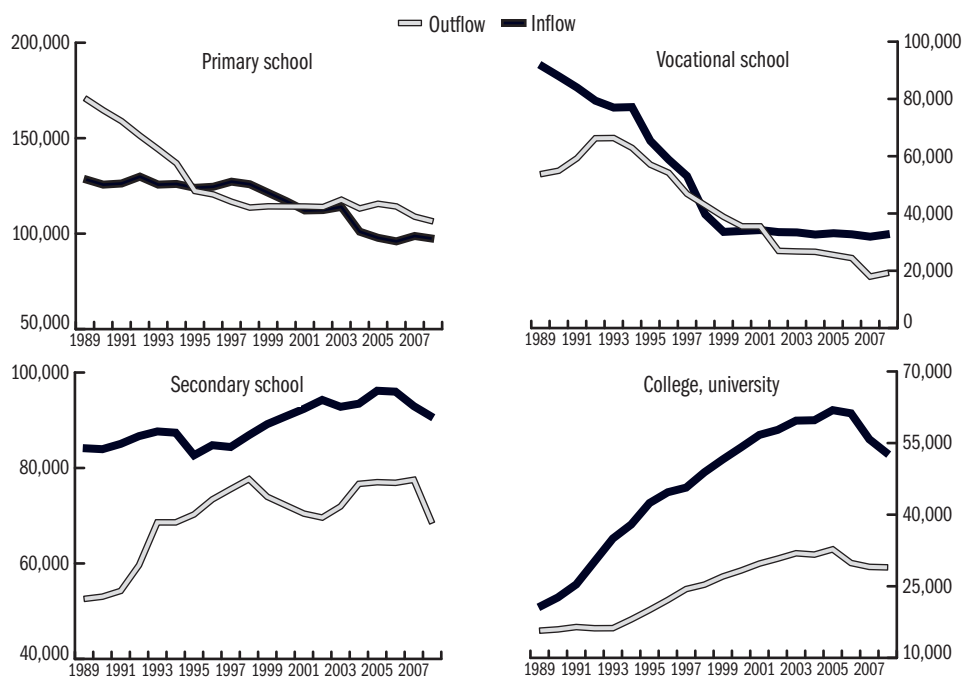 Outflow Inflow
Primary school
200,000
150,000
100,000
50,000
1989 1991 1993 1995 1997 1999 2001 2003 2005 2007
Vocational school
100,000
80,000
60,000
40,000
20,000
0
1989 1991 1993 1995 1997 1999 2001 2003 2005 2007
Secondary school
100,000
80,000
60,000
40,000
1989 1991 1993 1995 1997 1999 2001 2003 2005 2007
College, university
70,000
55,000
40,000
25,000
10,000
1989 1991 1993 1995 1997 1999 2001 2003 2005 2007